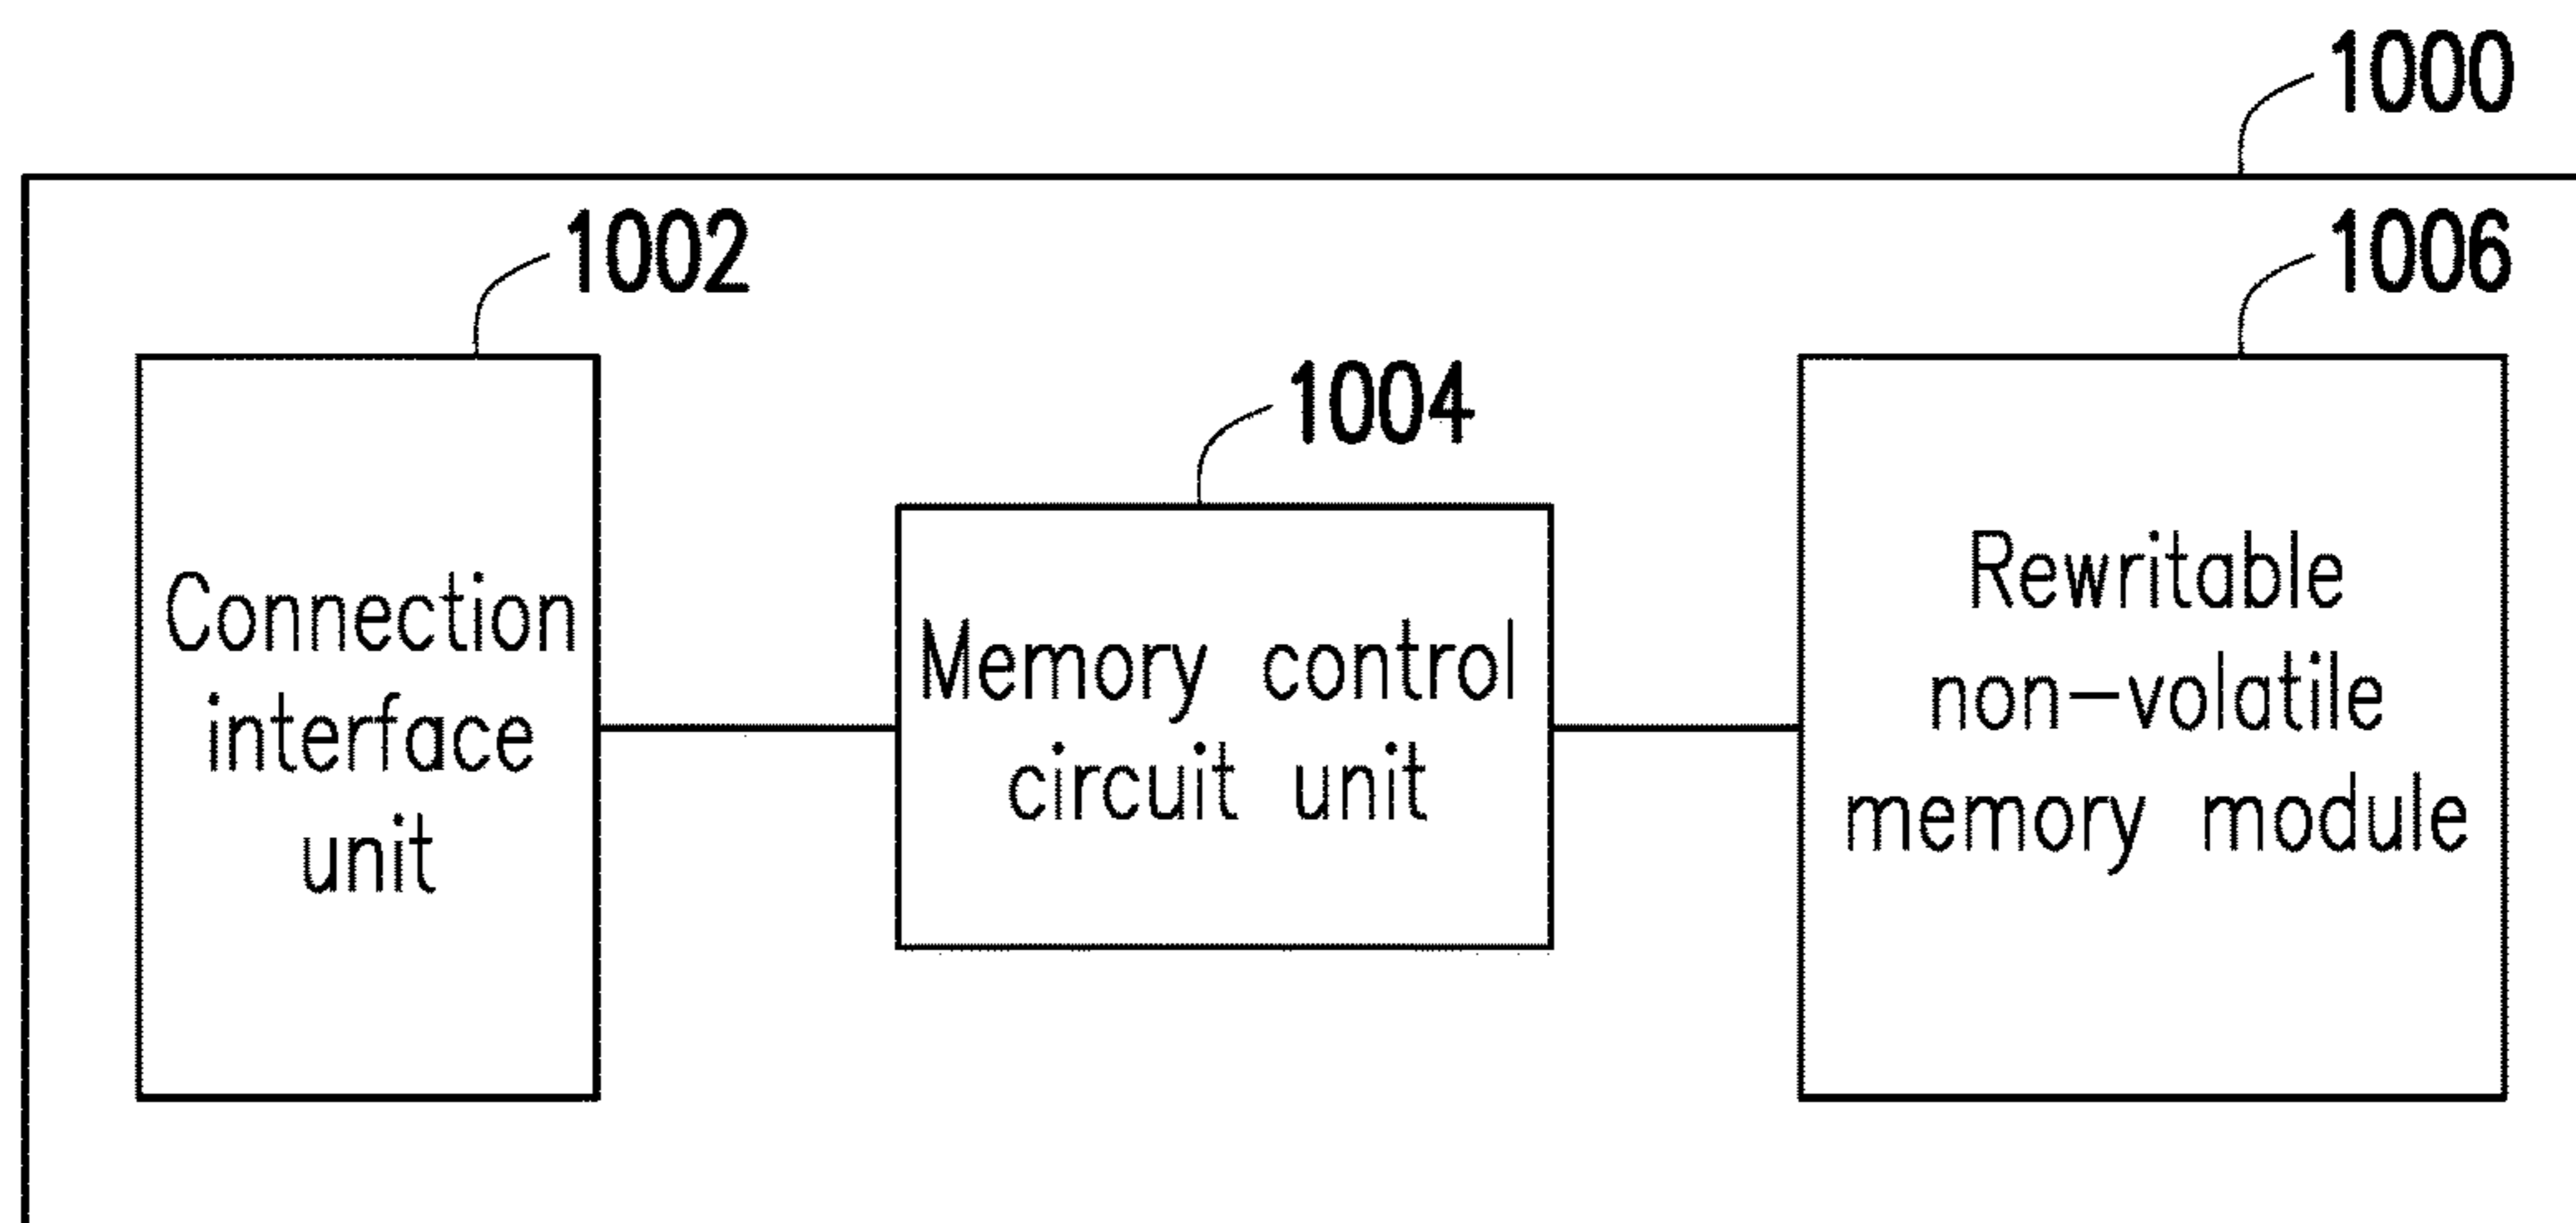 1000
1002
1006
1004
Connection
interface
unit
Memory control
circuit unit
Rewritable
non-volatile
memory module